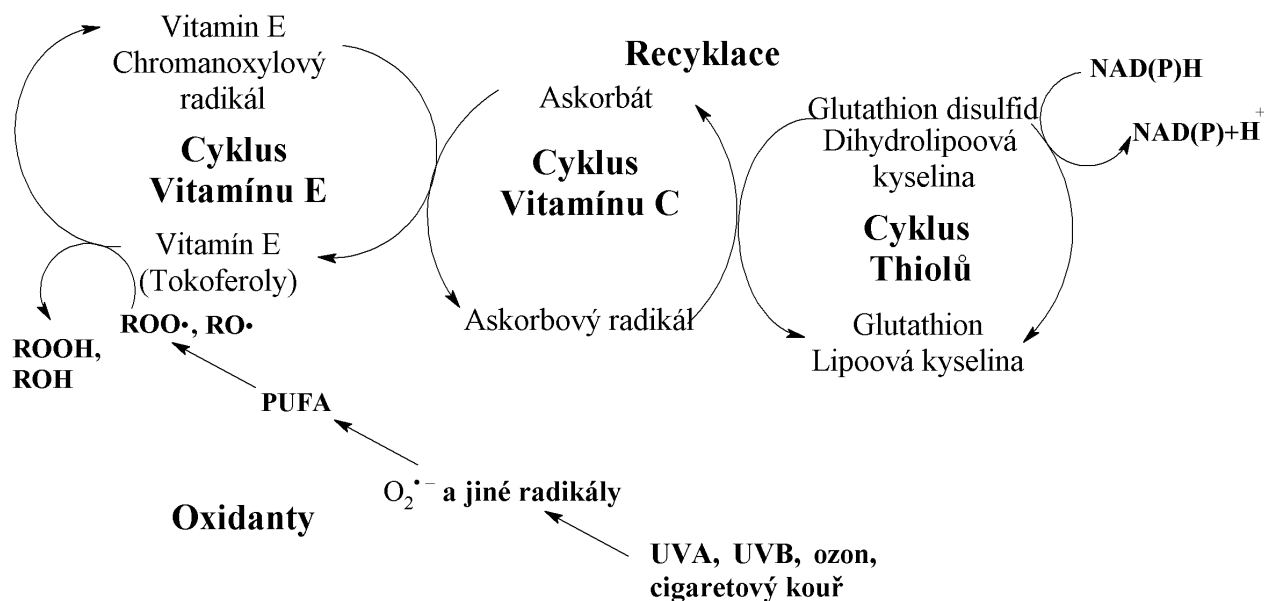 Vitamin E
Chromanoxylový
radikál
Cyklus
Vitamínu E
Vitamín E
(Tokoferoly)
ROO•, RO•
ROOH,
ROH
PUFA
O₂•⁻ a jiné radikály
Oxidanty
UVA, UVB, ozon,
cigaretový kouř
Recyklace
Askorbát
Cyklus
Vitamínu C
Askorbový radikál
Glutathion disulfid
Dihydrolipoová
kyselina
Cyklus
Thiolů
Glutathion
Lipoová kyselina
NAD(P)H
NAD(P)+H⁺